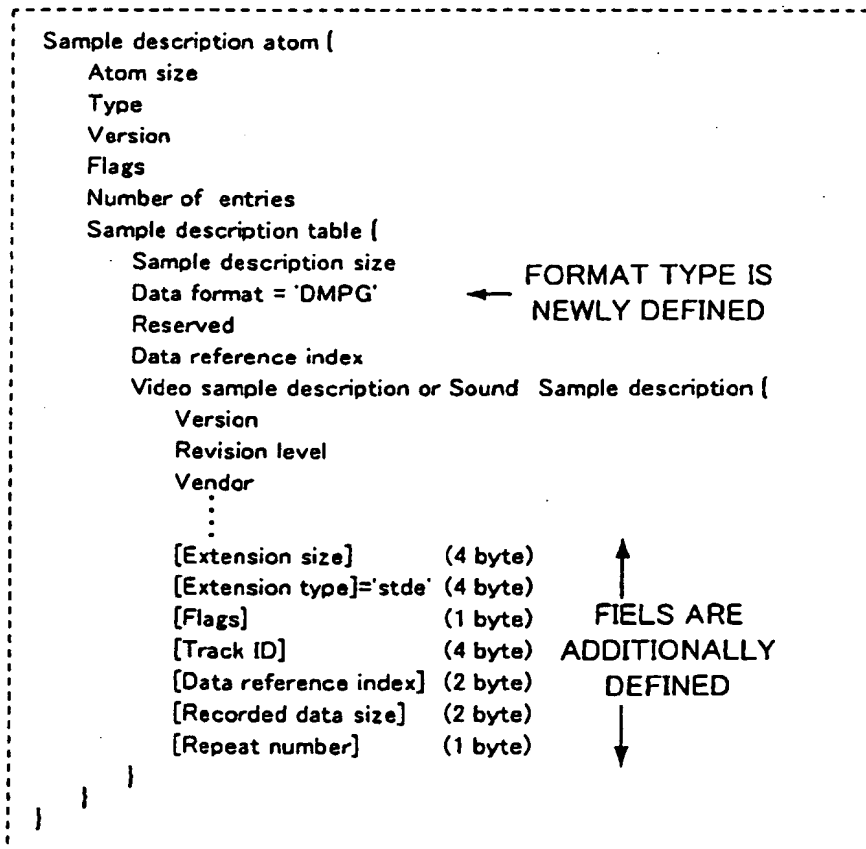 Sample description atom {
Atom size
Type
Version
Flags
Number of entries
Sample description table {
Sample description size
Data format = 'DMPG'
Reserved
Data reference index
Video sample description or Sound Sample description {
Version
Revision level
Vendor
[Extension size] (4 byte)
[Extension type]='stde' (4 byte)
[Flags] (1 byte)
[Track ID] (4 byte)
[Data reference index] (2 byte)
[Recorded data size] (2 byte)
[Repeat number] (1 byte)
}
}
}
FORMAT TYPE IS
NEWLY DEFINED
FIELS ARE
ADDITIONALLY
DEFINED